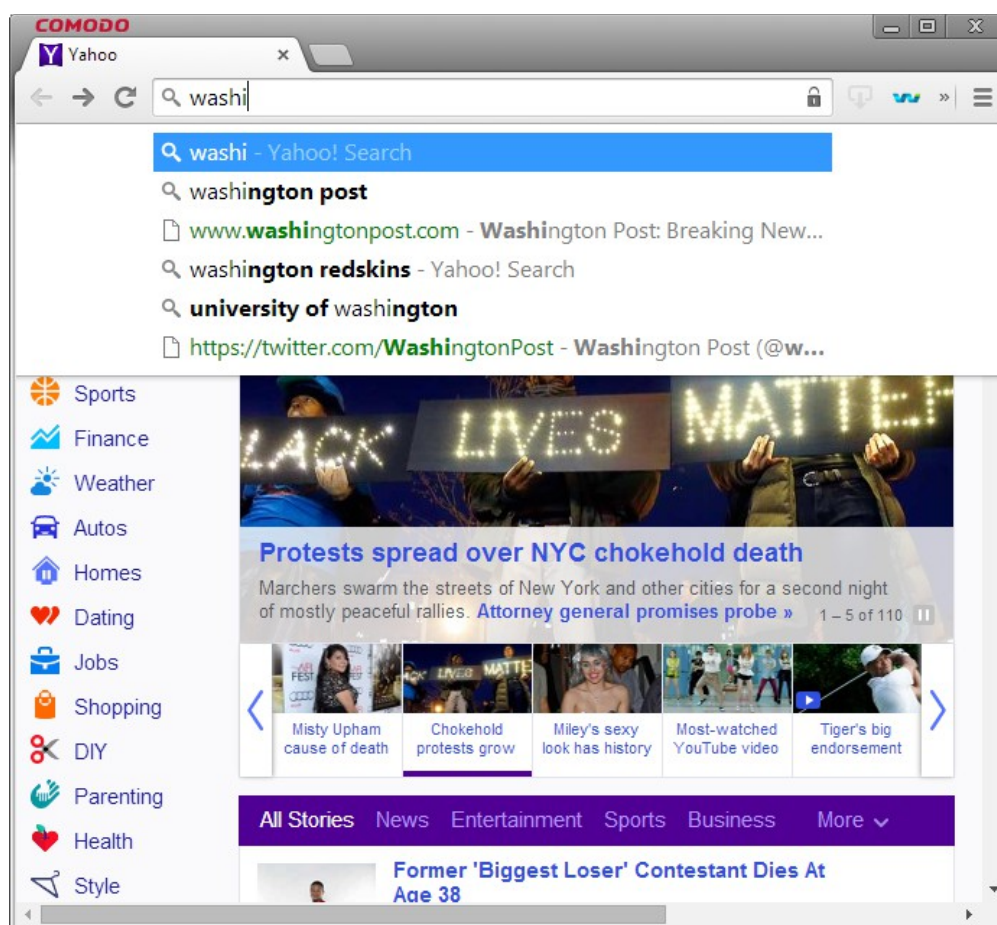 COMODO
Yahoo
washi
washi - Yahoo! Search
washington post
www.washingtonpost.com - Washington Post: Breaking New...
washington redskins - Yahoo! Search
university of washington
https://twitter.com/WashingtonPost - Washington Post (@w...
Sports
Finance
Weather
Autos
Homes
Dating
Jobs
Shopping
DIY
Parenting
Health
Style
LACK LIVES MATTER
Protests spread over NYC chokehold death
Marchers swarm the streets of New York and other cities for a second night
of mostly peaceful rallies. Attorney general promises probe »
1 – 5 of 110
Misty Upham
cause of death
Chokehold
protests grow
Miley's sexy
look has history
Most-watched
YouTube video
Tiger's big
endorsement
All Stories News Entertainment Sports Business More
Former 'Biggest Loser' Contestant Dies At
Age 38